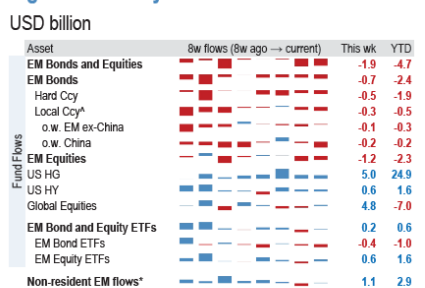 USD billion
Asset 8w flows (8w ago → current) This wk YTD
EM Bonds and Equities -1.9 -4.7
EM Bonds -0.7 -2.4
Hard Ccy -0.5 -1.9
Local Ccy^ -0.3 -0.5
o.w. EM ex-China -0.1 -0.3
o.w. China -0.2 -0.2
EM Equities -1.2 -2.3
US HG 5.0 24.9
US HY 0.6 1.6
Global Equities 4.8 -7.0
EM Bond and Equity ETFs 0.2 0.6
EM Bond ETFs -0.4 -1.0
EM Equity ETFs 0.6 1.6
Non-resident EM flows* 1.1 2.9
Fund Flows